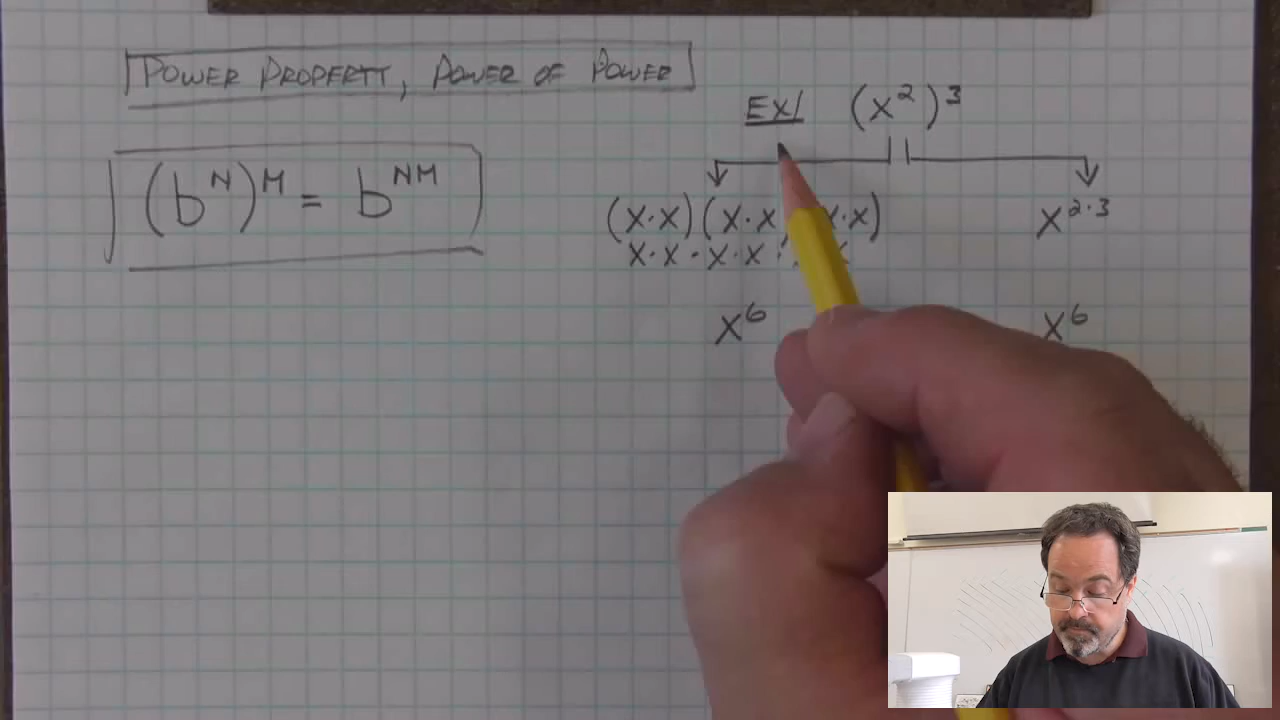 POWER PROPERTY, POWER OF POWER
(b^N)^M = b^NM
EX/ (x^2)^3
(x·x)(x·x ·x)
x·x·x·x·
x^6
x^2·3
x^6